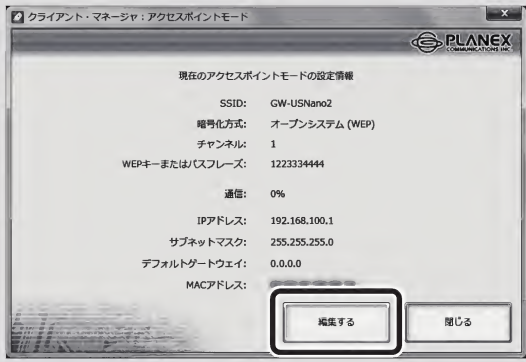 クライアント・マネージャ：アクセスポイントモード
PLANEX
COMMUNICATIONS INC.
現在のアクセスポイントモードの設定情報
SSID: GW-USNano2
暗号化方式: オープンシステム (WEP)
チャンネル: 1
WEPキーまたはパスフレーズ: 1223334444
通信: 0%
IPアドレス: 192.168.100.1
サブネットマスク: 255.255.255.0
デフォルトゲートウェイ: 0.0.0.0
MACアドレス:
編集する 閉じる